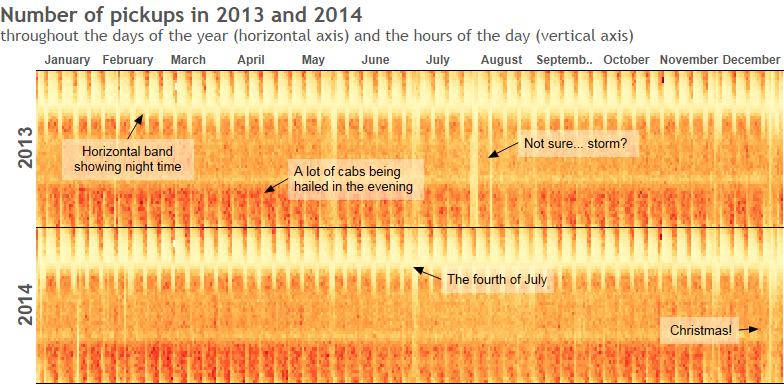 Number of pickups in 2013 and 2014
throughout the days of the year (horizontal axis) and the hours of the day (vertical axis)
January February March April May June July August Septemb.. October November December
2013
Horizontal band
showing night time
A lot of cabs being
hailed in the evening
Not sure... storm?
2014
The fourth of July
Christmas!